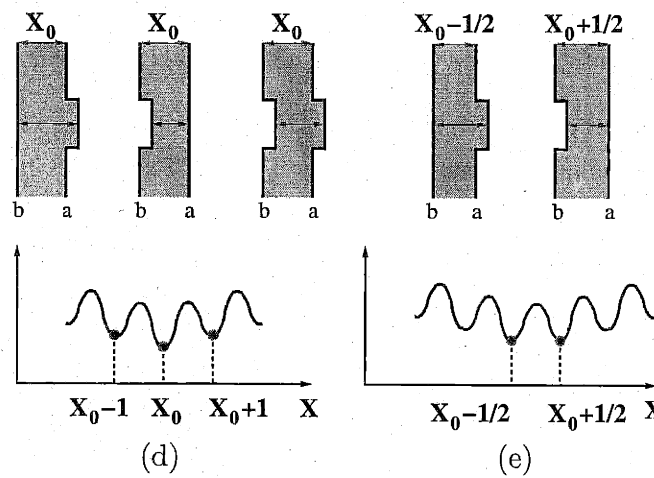 X₀ X₀ X₀ X₀−1/2 X₀+1/2
b a b a b a b a b a
X₀−1 X₀ X₀+1 X X₀−1/2 X₀+1/2 X
(d) (e)